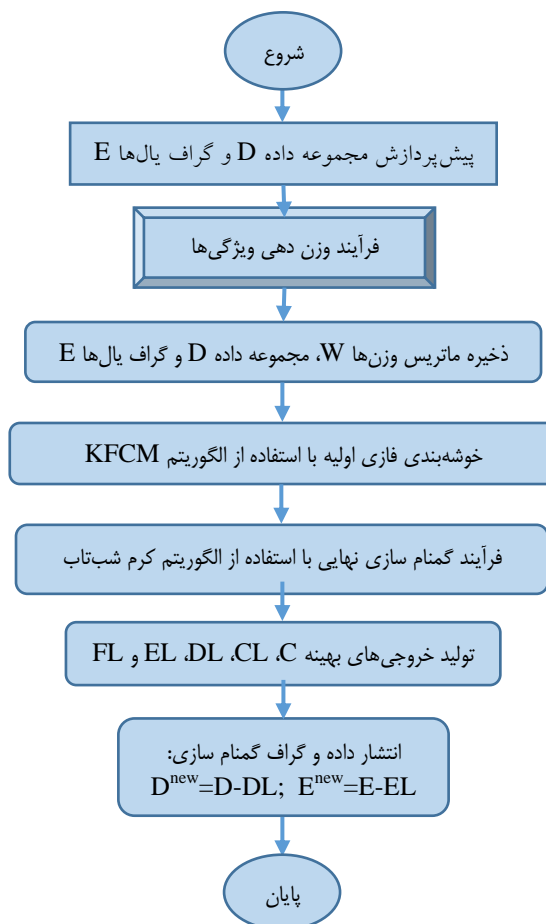 شروع
پیش‌پردازش مجموعه داده D و گراف یال‌ها E
فرآیند وزن دهی ویژگی‌ها
ذخیره ماتریس وزن‌ها W، مجموعه داده D و گراف یال‌ها E
خوشه‌بندی فازی اولیه با استفاده از الگوریتم KFCM
فرآیند گمنام سازی نهایی با استفاده از الگوریتم کرم شب‌تاب
تولید خروجی‌های بهینه C، CL، DL، EL و FL
انتشار داده و گراف گمنام سازی:
D^new=D-DL; E^new=E-EL
پایان